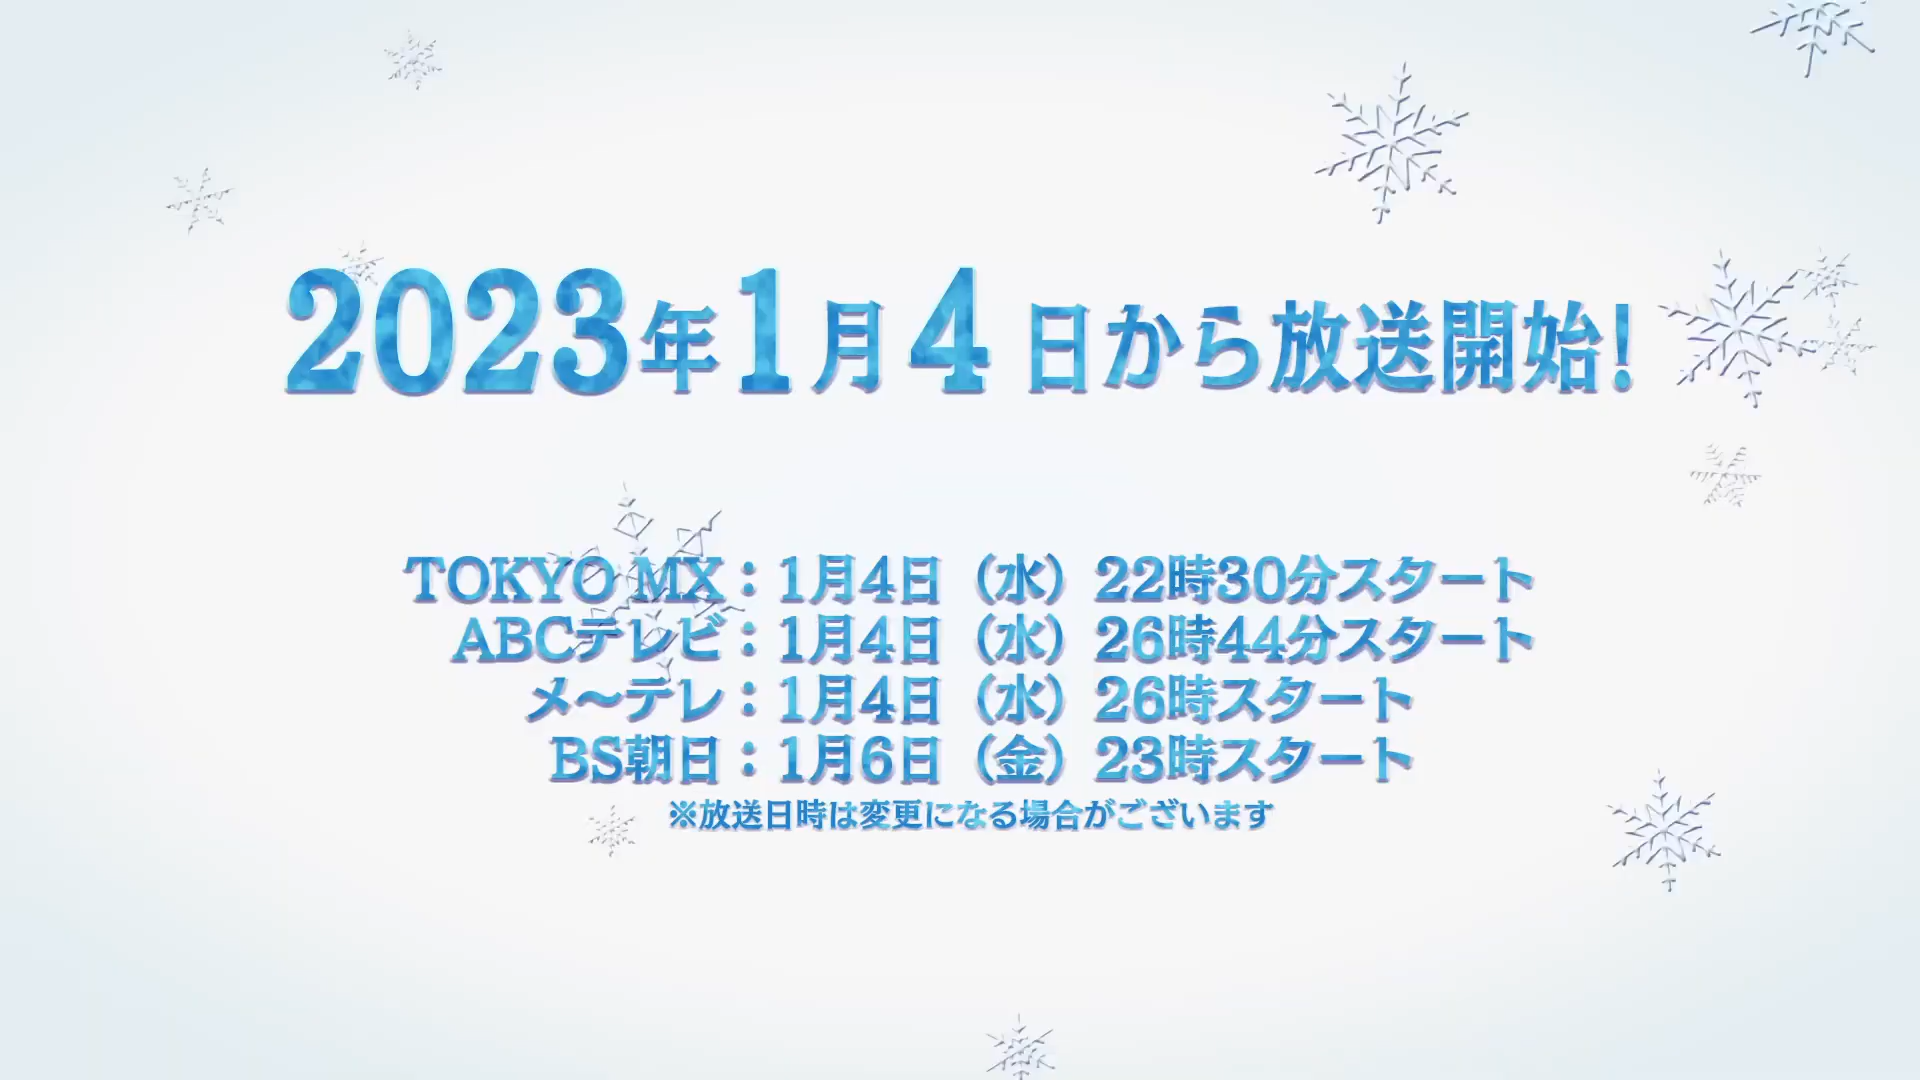 2023年1月4日から放送開始!
TOKYO MX：1月4日（水）22時30分スタート
ABCテレビ：1月4日（水）26時44分スタート
メ～テレ：1月4日（水）26時スタート
BS朝日：1月6日（金）23時スタート
※放送日時は変更になる場合がございます